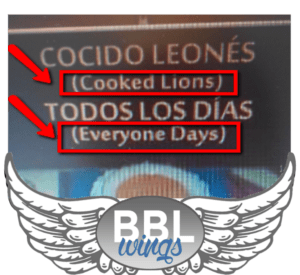 COCIDO LEONÉS
(Cooked Lions)
TODOS LOS DÍAS
(Everyone Days)
BBL
wings